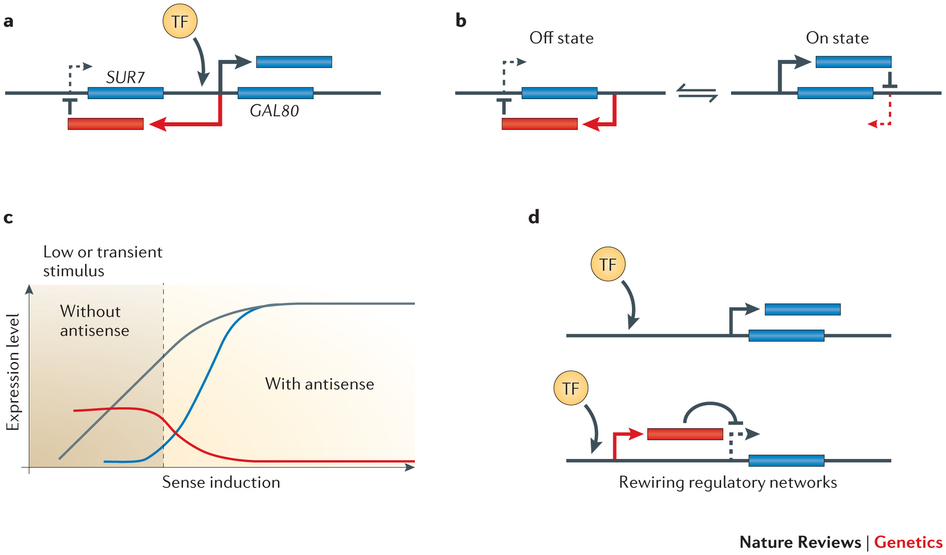 a
TF
SUR7
GAL80
b
Off state
On state
c
Low or transient
stimulus
Without
antisense
With antisense
Expression level
Sense induction
d
TF
TF
Rewiring regulatory networks
Nature Reviews | Genetics